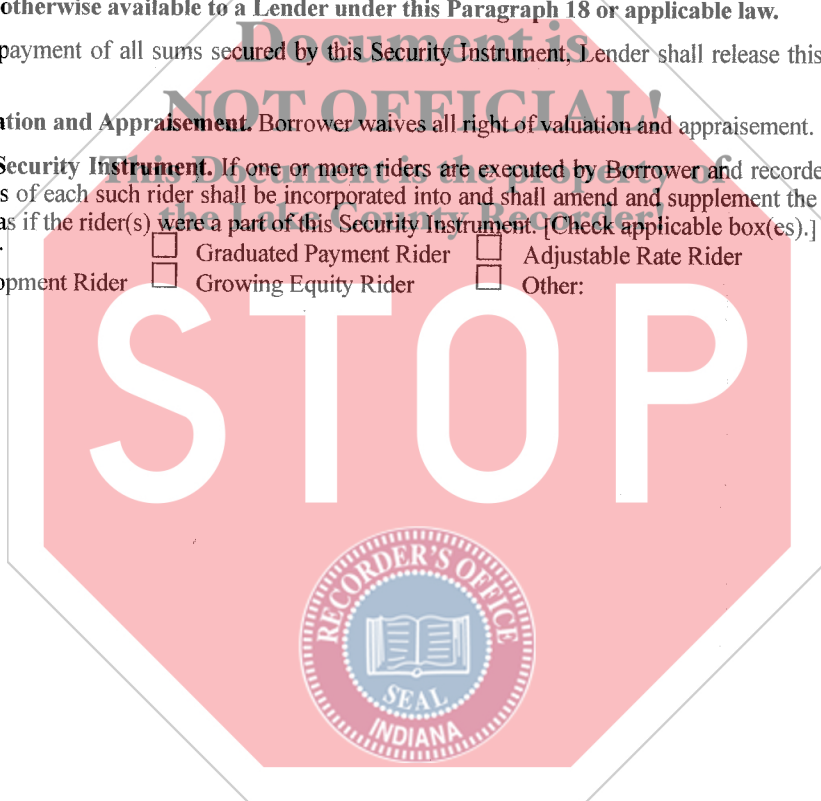 otherwise available to a Lender under this Paragraph 18 or applicable law.
Document is
payment of all sums secured by this Security Instrument, Lender shall release this
NOT OFFICIAL!
ation and Appraisement. Borrower waives all right of valuation and appraisement.
This Document is the property of
Security Instrument. If one or more riders are executed by Borrower and recorde
s of each such rider shall be incorporated into and shall amend and supplement the
the Lake County Recorder!
as if the rider(s) were a part of this Security Instrument. [Check applicable box(es).]
Graduated Payment Rider Adjustable Rate Rider
opment Rider Growing Equity Rider Other:
STOP
RECORDER'S OFFICE
SEAL
INDIANA